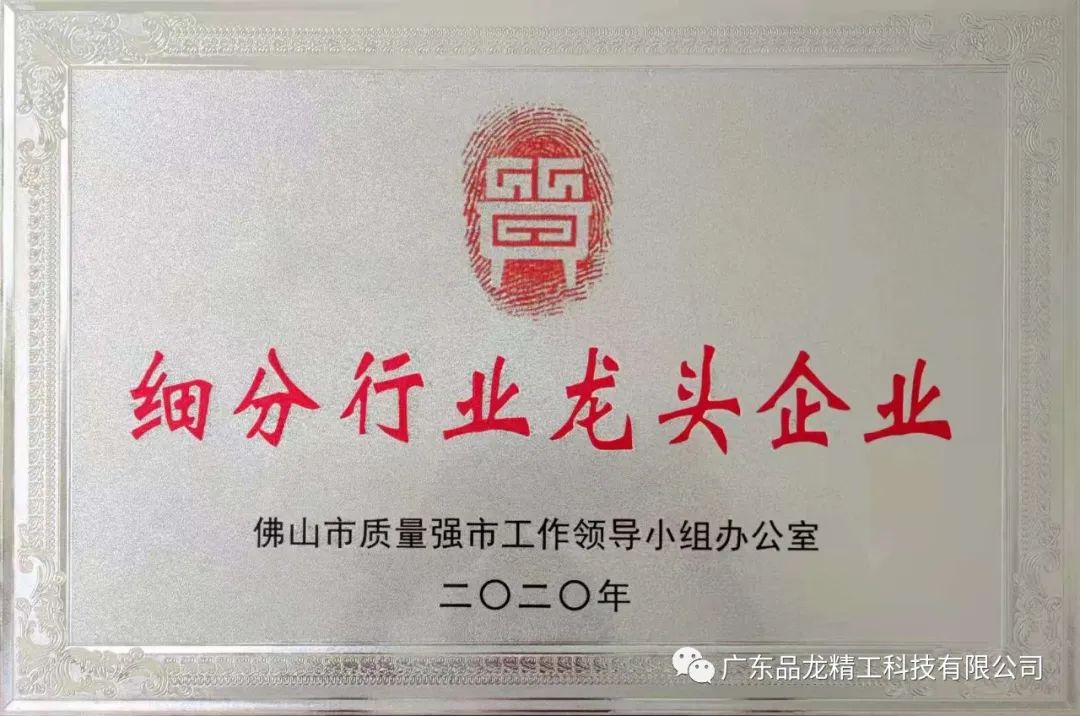 細分行业龙头企业
佛山市质量强市工作领导小组办公室
二〇二〇年
广东品龙精工科技有限公司